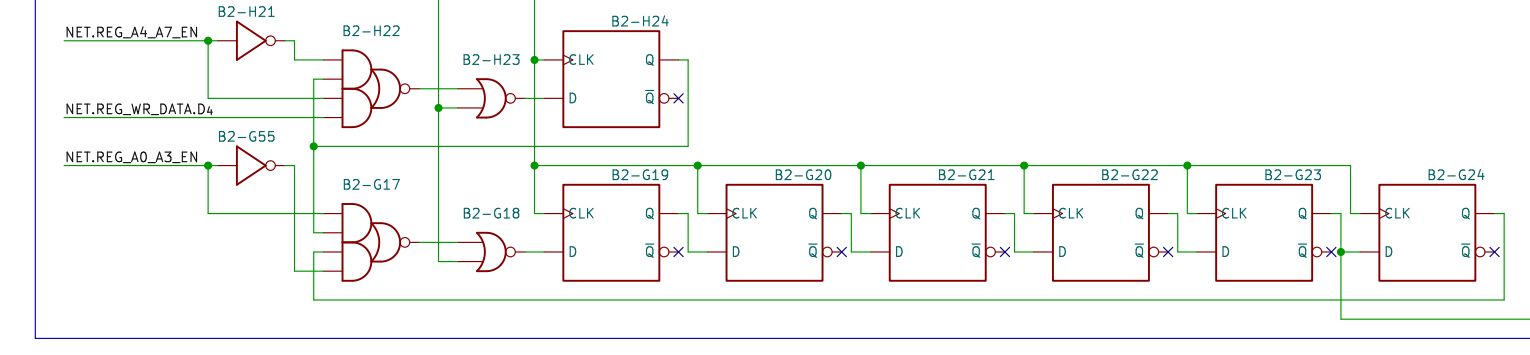 B2-H21
B2-H24
NET.REG_A4_A7_EN
B2-H22
B2-H23
CLK
Q
D
Q
NET.REG_WR_DATA.D4
B2-G55
NET.REG_A0_A3_EN
B2-G17
B2-G19
B2-G20
B2-G21
B2-G22
B2-G23
B2-G24
B2-G18
CLK
Q
CLK
Q
CLK
Q
CLK
Q
CLK
Q
CLK
Q
D
Q
D
Q
D
Q
D
Q
D
Q
D
Q